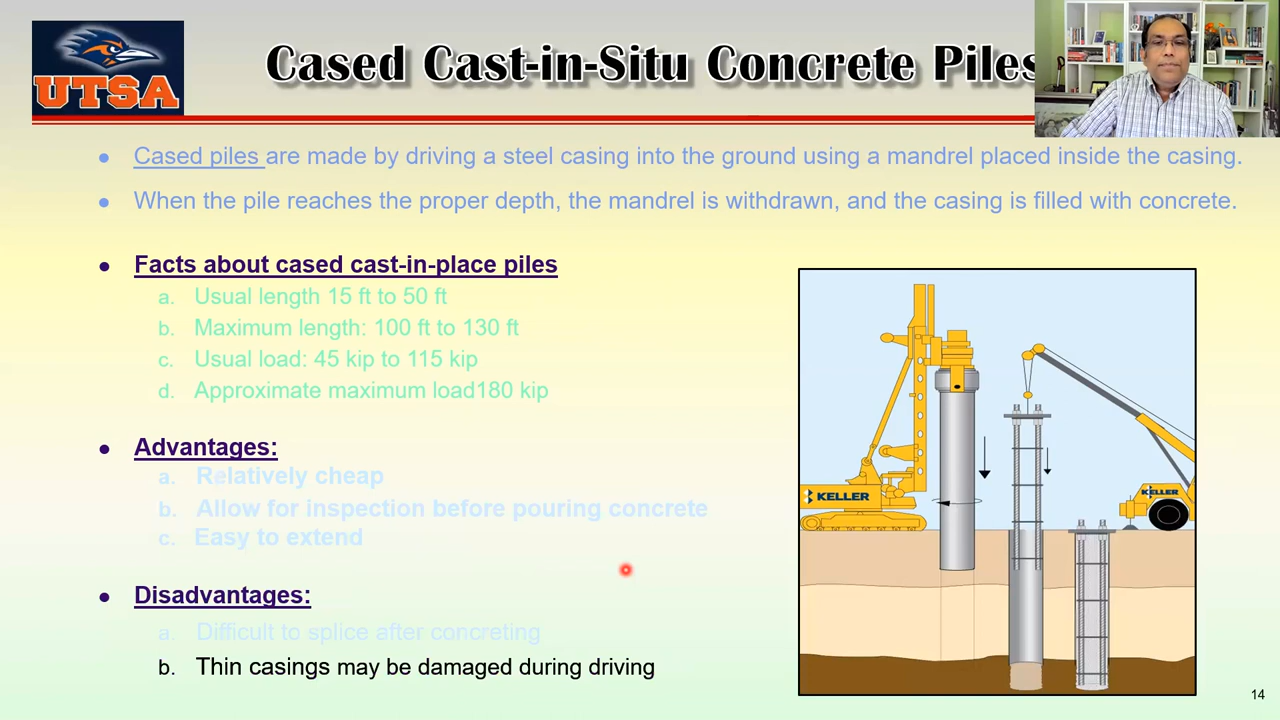 UTSA
Cased Cast-in-Situ Concrete Piles
• Cased piles are made by driving a steel casing into the ground using a mandrel placed inside the casing.
• When the pile reaches the proper depth, the mandrel is withdrawn, and the casing is filled with concrete.
• Facts about cased cast-in-place piles
a. Usual length 15 ft to 50 ft
b. Maximum length: 100 ft to 130 ft
c. Usual load: 45 kip to 115 kip
d. Approximate maximum load180 kip
• Advantages:
a. Relatively cheap
b. Allow for inspection before pouring concrete
c. Easy to extend
• Disadvantages:
a. Difficult to splice after concreting
b. Thin casings may be damaged during driving
KELLER
KELLER
14